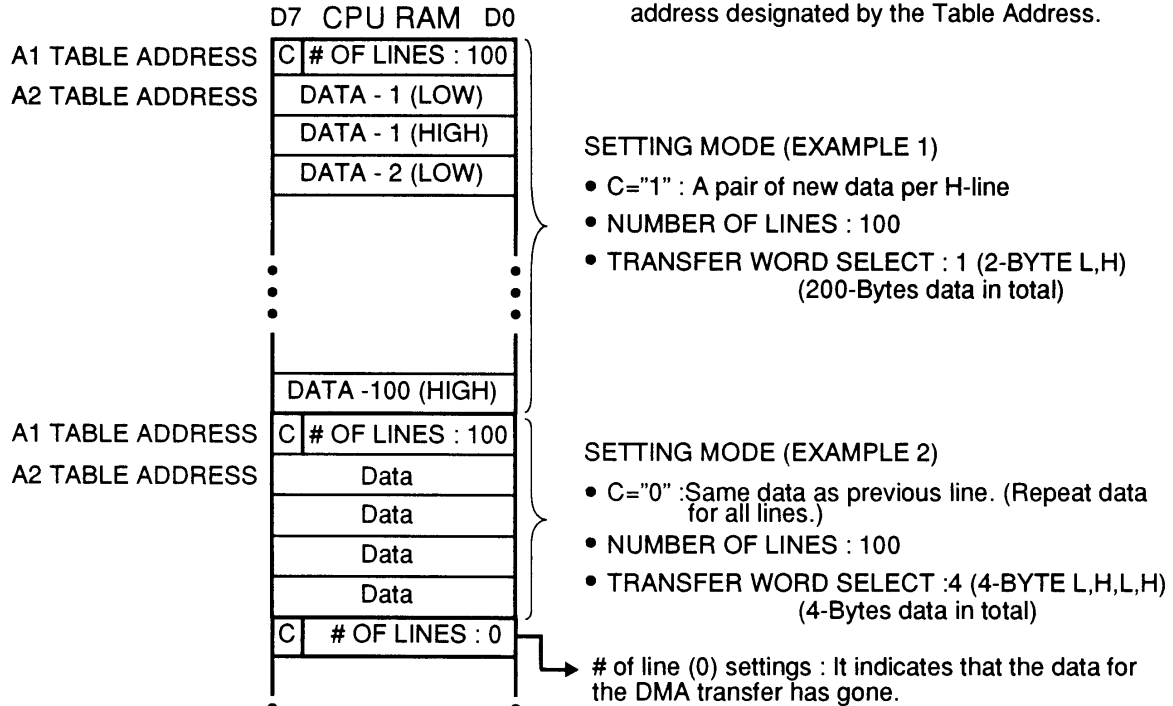 address designated by the Table Address.
D7 CPU RAM D0
A1 TABLE ADDRESS C # OF LINES : 100
A2 TABLE ADDRESS DATA - 1 (LOW)
DATA - 1 (HIGH)
DATA - 2 (LOW)
SETTING MODE (EXAMPLE 1)
• C="1" : A pair of new data per H-line
• NUMBER OF LINES : 100
• TRANSFER WORD SELECT : 1 (2-BYTE L,H)
(200-Bytes data in total)
DATA -100 (HIGH)
A1 TABLE ADDRESS C # OF LINES : 100
A2 TABLE ADDRESS Data
Data
Data
Data
SETTING MODE (EXAMPLE 2)
• C="0" :Same data as previous line. (Repeat data
for all lines.)
• NUMBER OF LINES : 100
• TRANSFER WORD SELECT :4 (4-BYTE L,H,L,H)
(4-Bytes data in total)
C # OF LINES : 0
# of line (0) settings : It indicates that the data for
the DMA transfer has gone.